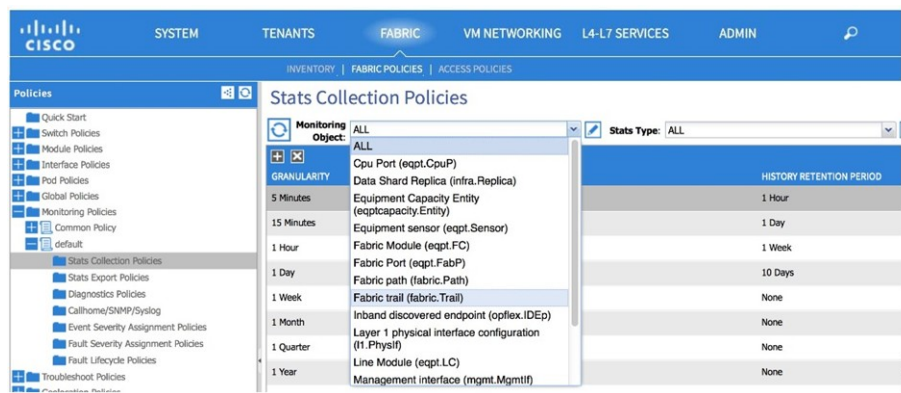 CISCO
SYSTEM TENANTS FABRIC VM NETWORKING L4-L7 SERVICES ADMIN
INVENTORY | FABRIC POLICIES | ACCESS POLICIES
Policies
Quick Start
Switch Policies
Module Policies
Interface Policies
Pod Policies
Global Policies
Monitoring Policies
Common Policy
default
Stats Collection Policies
Stats Export Policies
Diagnostics Policies
Callhome/SNMP/Syslog
Event Severity Assignment Policies
Fault Severity Assignment Policies
Fault Lifecycle Policies
Troubleshoot Policies
Geolocation Policies
Stats Collection Policies
Monitoring
Object:
ALL
Stats Type: ALL
ALL
Cpu Port (eqpt.CpuP)
Data Shard Replica (infra.Replica)
Equipment Capacity Entity
(eqptcapacity.Entity)
Equipment sensor (eqpt.Sensor)
Fabric Module (eqpt.FC)
Fabric Port (eqpt.FabP)
Fabric path (fabric.Path)
Fabric trail (fabric.Trail)
Inband discovered endpoint (opflex.IDEp)
Layer 1 physical interface configuration
(l1.PhysIf)
Line Module (eqpt.LC)
Management interface (mgmt.MgmtIf)
GRANULARITY HISTORY RETENTION PERIOD
5 Minutes 1 Hour
15 Minutes 1 Day
1 Hour 1 Week
1 Day 10 Days
1 Week None
1 Month None
1 Quarter None
1 Year None